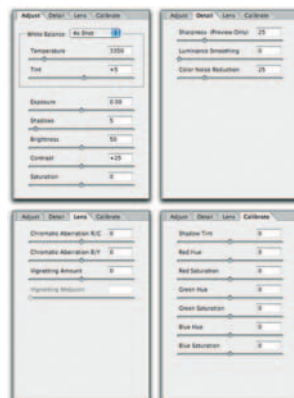 Adjust Detail Lens Calibrate
White Balance: As Shot
Temperature 3350
Tint +5
Exposure 0.00
Shadows 5
Brightness 50
Contrast +25
Saturation 0
Adjust Detail Lens Calibrate
Sharpness (Preview Only) 25
Luminance Smoothing 0
Color Noise Reduction 25
Adjust Detail Lens Calibrate
Chromatic Aberration R/C 0
Chromatic Aberration B/Y 0
Vignetting Amount 0
Vignetting Midpoint
Adjust Detail Lens Calibrate
Shadow Tint 0
Red Hue 0
Red Saturation 0
Green Hue 0
Green Saturation 0
Blue Hue 0
Blue Saturation 0